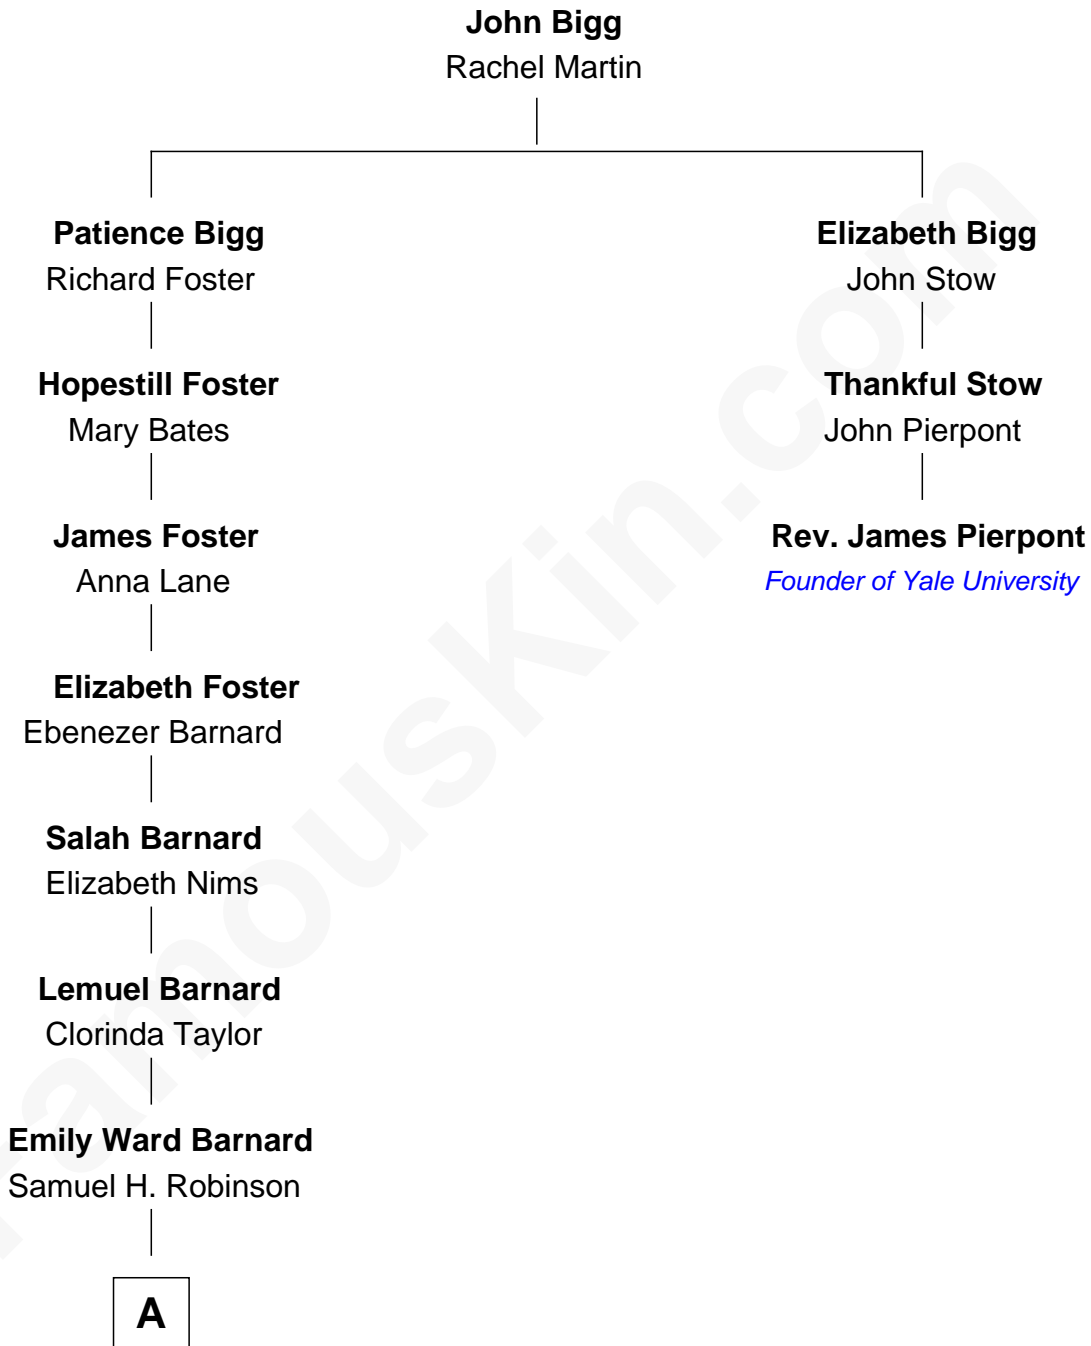 John Bigg
Rachel Martin
Patience Bigg
Richard Foster
Elizabeth Bigg
John Stow
Hopestill Foster
Mary Bates
Thankful Stow
John Pierpont
James Foster
Anna Lane
Rev. James Pierpont
Founder of Yale University
Elizabeth Foster
Ebenezer Barnard
Salah Barnard
Elizabeth Nims
Lemuel Barnard
Clorinda Taylor
Emily Ward Barnard
Samuel H. Robinson
A
FamousKin.com